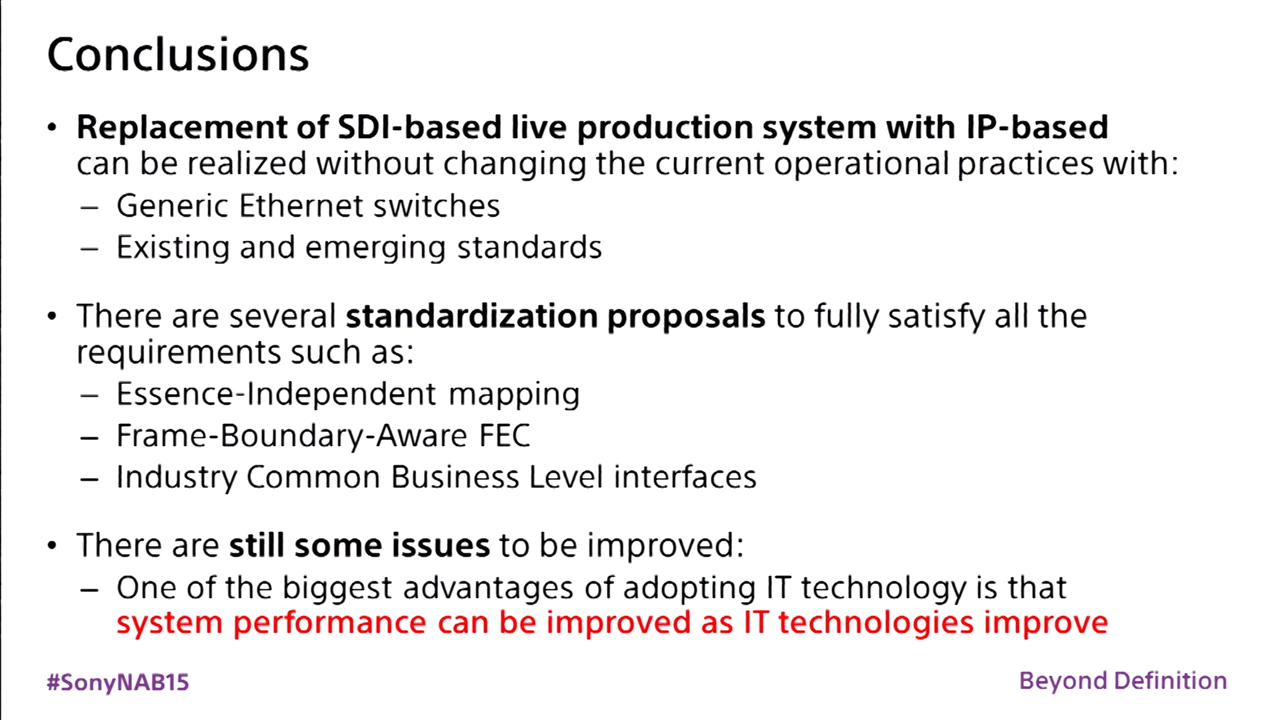 Conclusions
• Replacement of SDI-based live production system with IP-based
can be realized without changing the current operational practices with:
– Generic Ethernet switches
– Existing and emerging standards
• There are several standardization proposals to fully satisfy all the
requirements such as:
– Essence-Independent mapping
– Frame-Boundary-Aware FEC
– Industry Common Business Level interfaces
• There are still some issues to be improved:
– One of the biggest advantages of adopting IT technology is that
system performance can be improved as IT technologies improve
#SonyNAB15
Beyond Definition